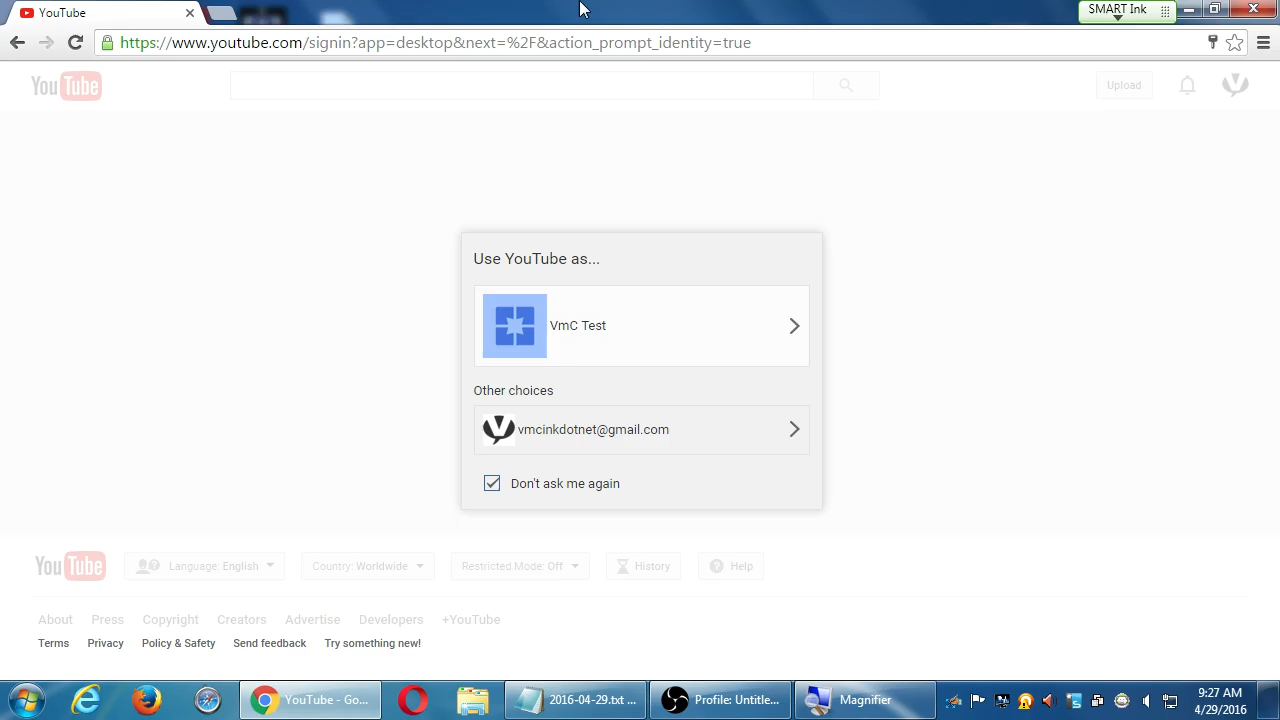 YouTube
SMART Ink
https://www.youtube.com/signin?app=desktop&next=%2F&action_prompt_identity=true
YouTube
Upload
Use YouTube as...
VmC Test
Other choices
vmcinkdotnet@gmail.com
Don't ask me again
YouTube
Language: English
Country: Worldwide
Restricted Mode: Off
History
Help
About Press Copyright Creators Advertise Developers +YouTube
Terms Privacy Policy & Safety Send feedback Try something new!
YouTube - Go...
2016-04-29.txt ...
Profile: Untitle...
Magnifier
9:27 AM
4/29/2016